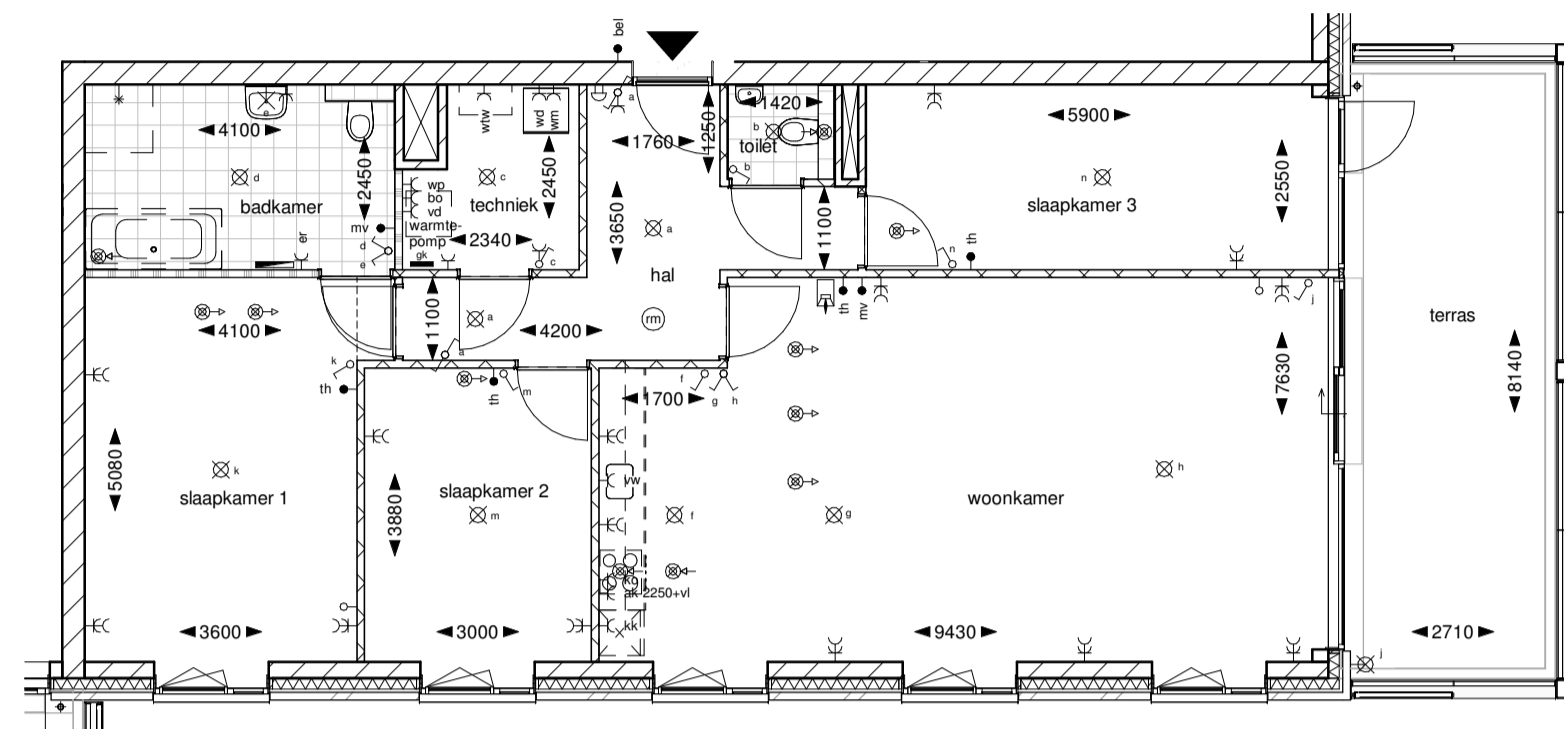 bel
a
wtw
wd
wm
1420
b
toilet
b
4100
2450
d
badkamer
mv
d
e
er
wp
bo
vd
warmte-
pomp
gk
c
techniek
2450
2340
c
1760
1250
3650
a
hal
rm
1100
5900
n
slaapkamer 3
2550
n
th
4100
k
th
1100
a
a
4200
th
m
f
g
h
1700
th
mv
j
7630
terras
8140
5080
k
slaapkamer 1
3600
3880
slaapkamer 2
m
3000
vw
f
g
h
woonkamer
ak 2250+vl
kk
9430
2710
j